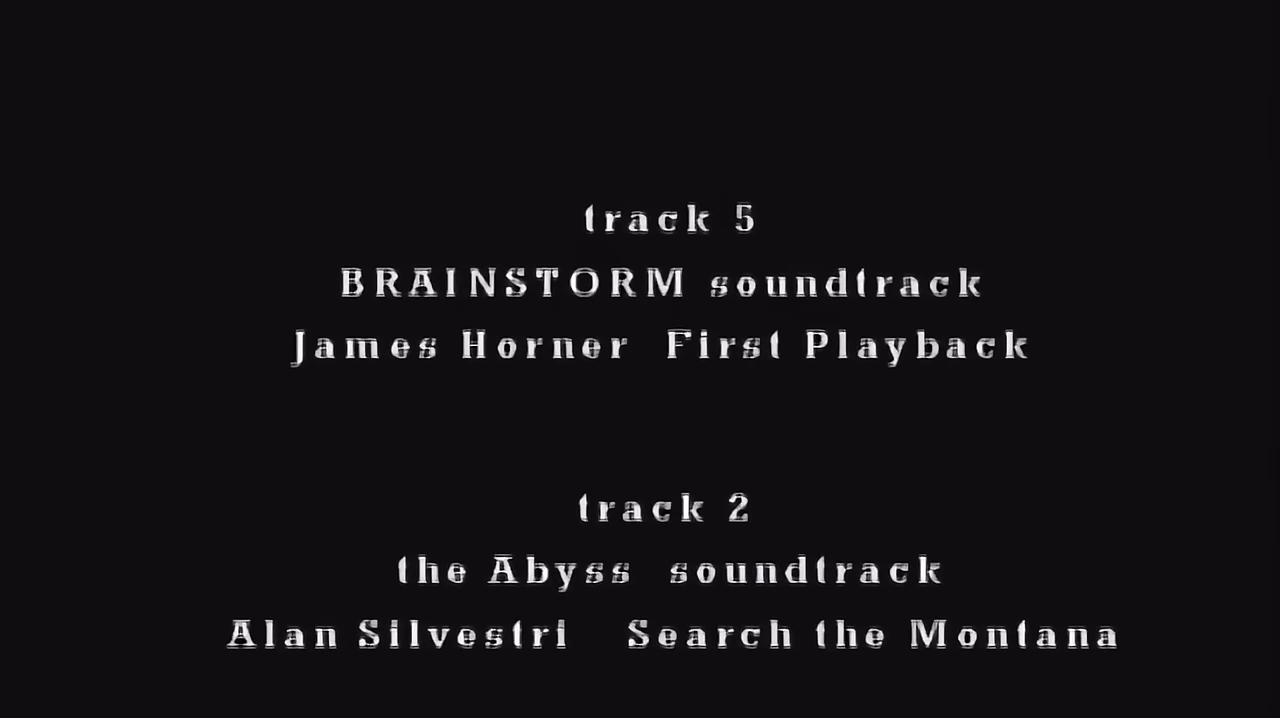 track 5
BRAINSTORM soundtrack
James Horner First Playback
track 2
the Abyss soundtrack
Alan Silvestri Search the Montana